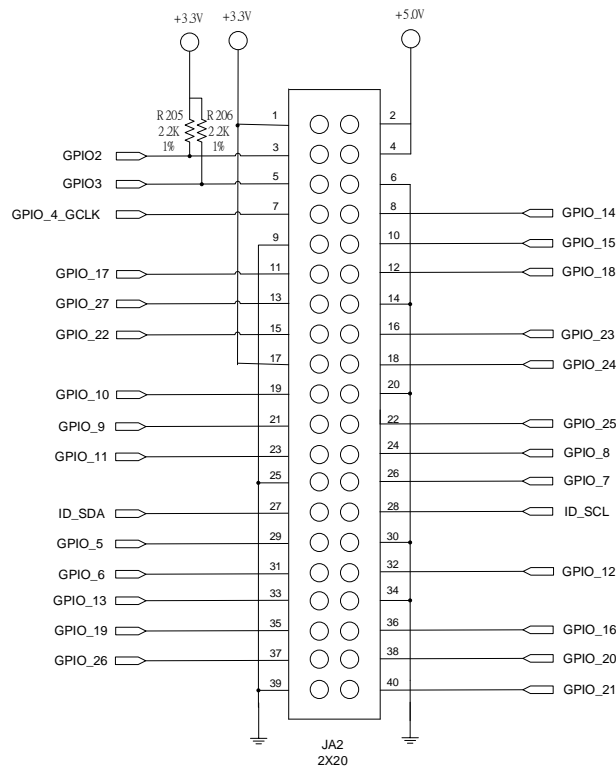 +3.3V +3.3V +5.0V
R205 R206
2.2K 2.2K
1% 1%
1 2
GPIO2 3 4
GPIO3 5 6
GPIO_4_GCLK 7 8 GPIO_14
9 10 GPIO_15
GPIO_17 11 12 GPIO_18
GPIO_27 13 14
GPIO_22 15 16 GPIO_23
17 18 GPIO_24
GPIO_10 19 20
GPIO_9 21 22 GPIO_25
GPIO_11 23 24 GPIO_8
25 26 GPIO_7
ID_SDA 27 28 ID_SCL
GPIO_5 29 30
GPIO_6 31 32 GPIO_12
GPIO_13 33 34
GPIO_19 35 36 GPIO_16
GPIO_26 37 38 GPIO_20
39 40 GPIO_21
JA2
2X20